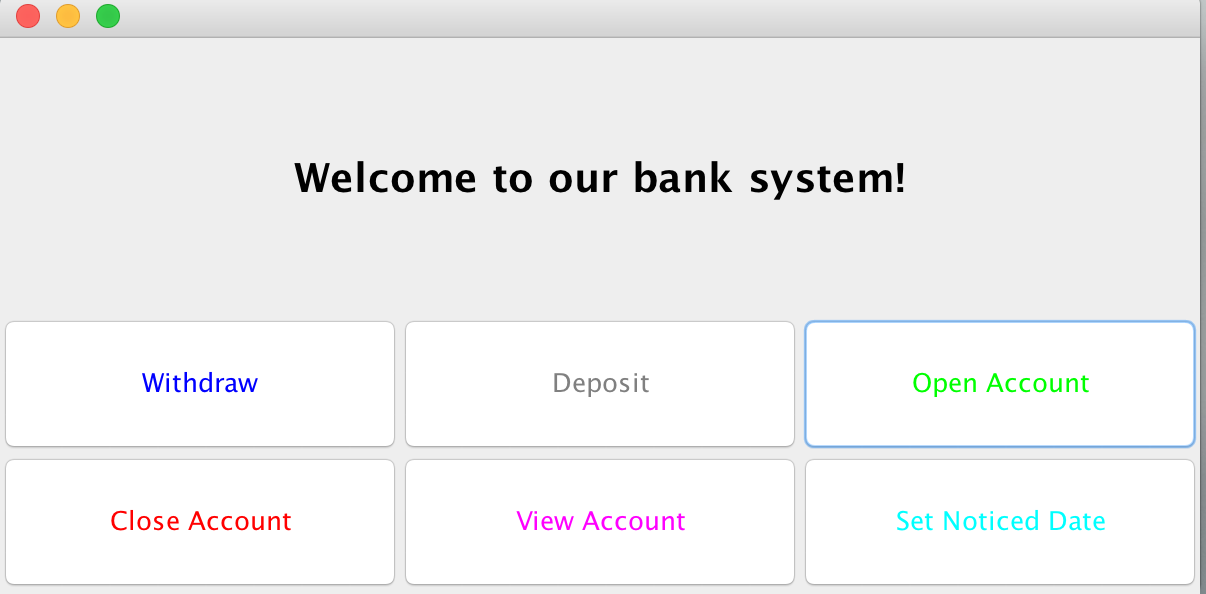 Welcome to our bank system!
Withdraw
Deposit
Open Account
Close Account
View Account
Set Noticed Date